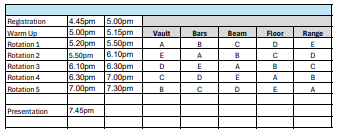 Registration 4.45pm 5.00pm
Warm Up 5.00pm 5.15pm Vault Bars Beam Floor Range
Rotation 1 5.20pm 5.50pm A B C D E
Rotation 2 5.50pm 6.10pm E A B C D
Rotation 3 6.10pm 6.30pm D E A B C
Rotation 4 6.30pm 7.00pm C D E A B
Rotation 5 7.00pm 7.30pm B C D E A
Presentation 7.45pm